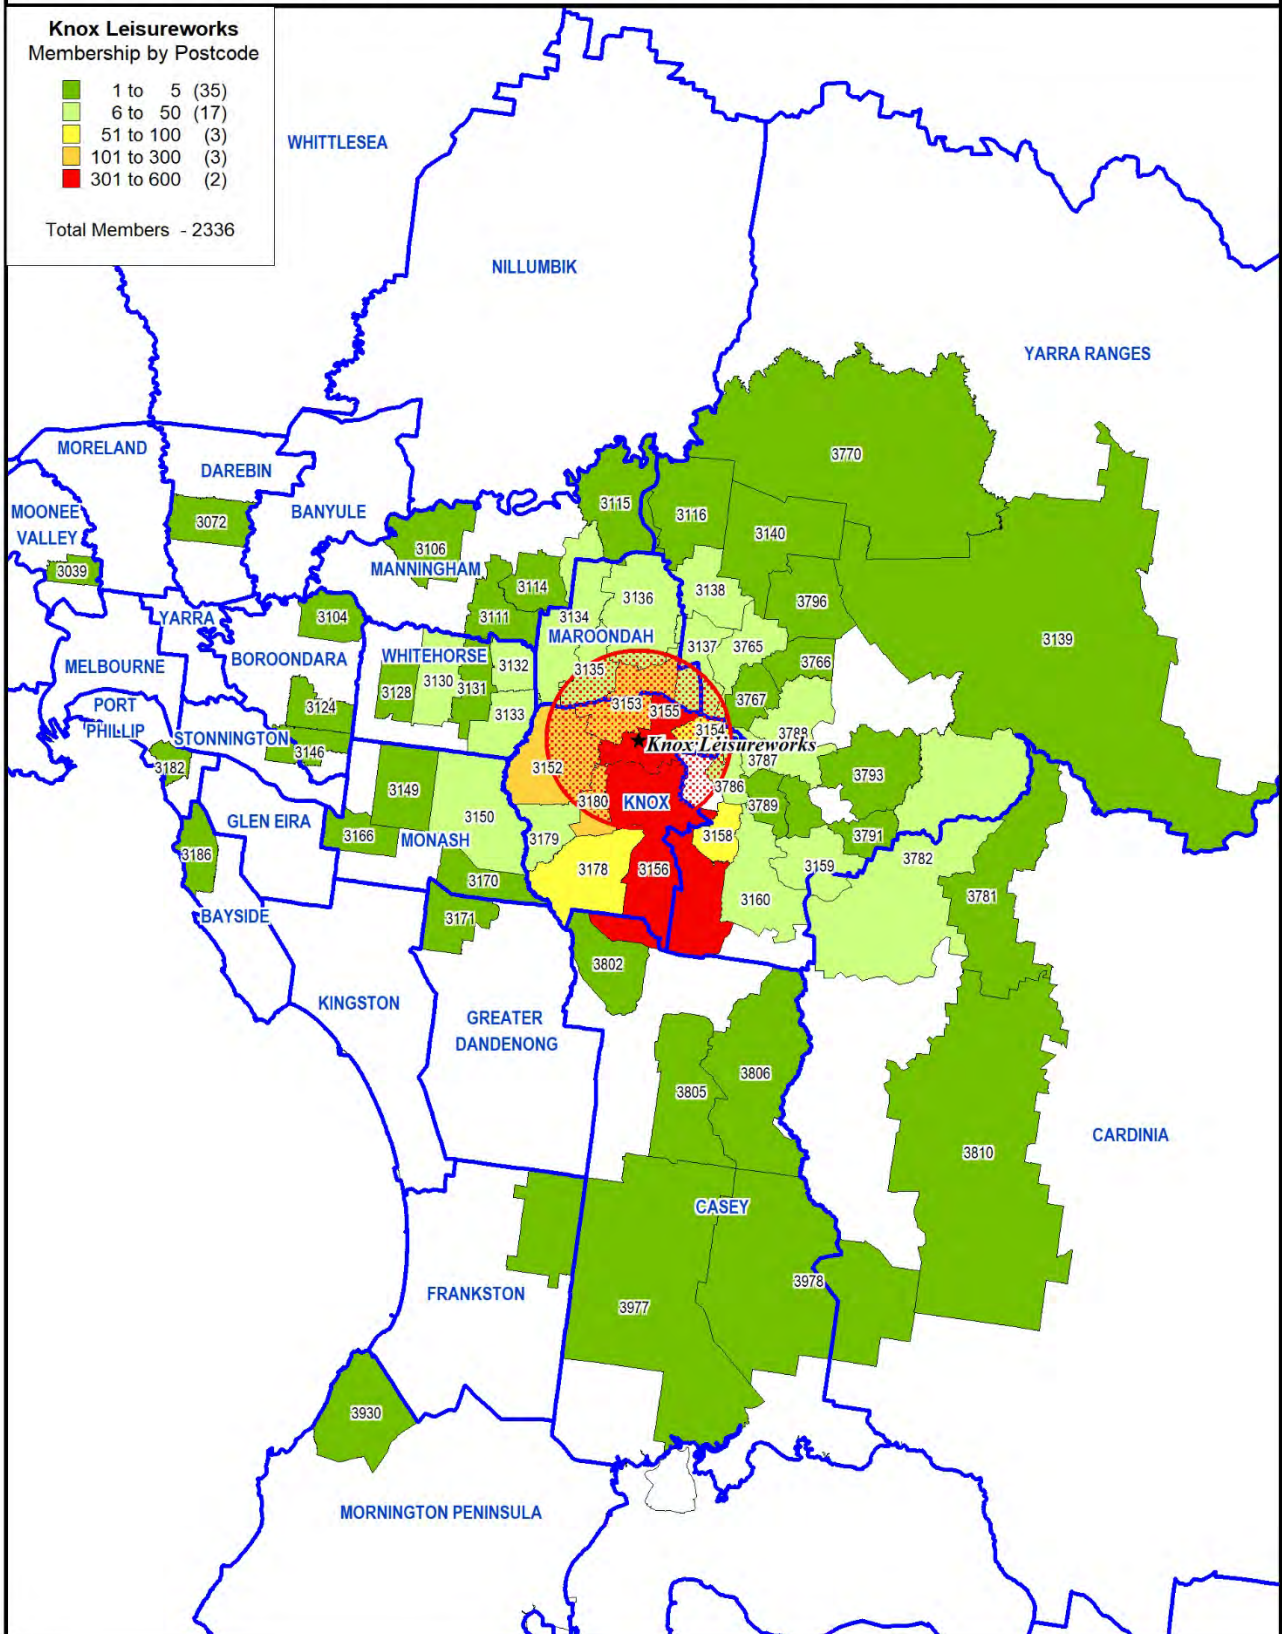 Knox Leisureworks
Membership by Postcode
1 to 5 (35)
6 to 50 (17)
51 to 100 (3)
101 to 300 (3)
301 to 600 (2)
Total Members - 2336
WHITTLESEA
NILLUMBIK
YARRA RANGES
MORELAND
DAREBIN
3770
MOONEE
VALLEY
BANYULE
3072
3115
3116
3140
3106
MANNINGHAM
3039
3114
3138
3136
3796
3104
YARRA
3111
3134
MAROONDAH
3139
MELBOURNE
BOROONDARA
WHITEHORSE
3132
3137
3765
3766
3128
3130
3131
3135
3767
PORT
PHILLIP
3124
3133
3153
3155
3154
3788
STONNINGTON
3146
Knox Leisureworks
3787
3182
3152
3793
3149
3180
KNOX
3786
3789
GLEN EIRA
3150
3166
MONASH
3179
3158
3791
3186
3178
3156
3159
3782
3170
3160
3781
BAYSIDE
3171
3802
KINGSTON
GREATER
DANDENONG
3805
3806
CARDINIA
3810
CASEY
3978
FRANKSTON
3977
3930
MORNINGTON PENINSULA